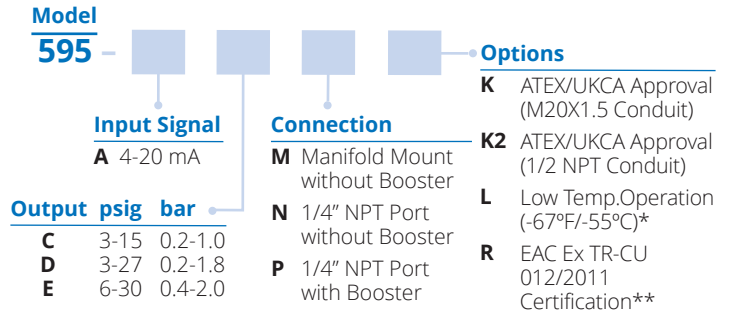 Model
595 –
Input Signal
A 4-20 mA
Output psig bar
C 3-15 0.2-1.0
D 3-27 0.2-1.8
E 6-30 0.4-2.0
Connection
M Manifold Mount
without Booster
N 1/4” NPT Port
without Booster
P 1/4” NPT Port
with Booster
Options
K ATEX/UKCA Approval
(M20X1.5 Conduit)
K2 ATEX/UKCA Approval
(1/2 NPT Conduit)
L Low Temp.Operation
(-67ºF/-55ºC)*
R EAC Ex TR-CU
012/2011
Certification**